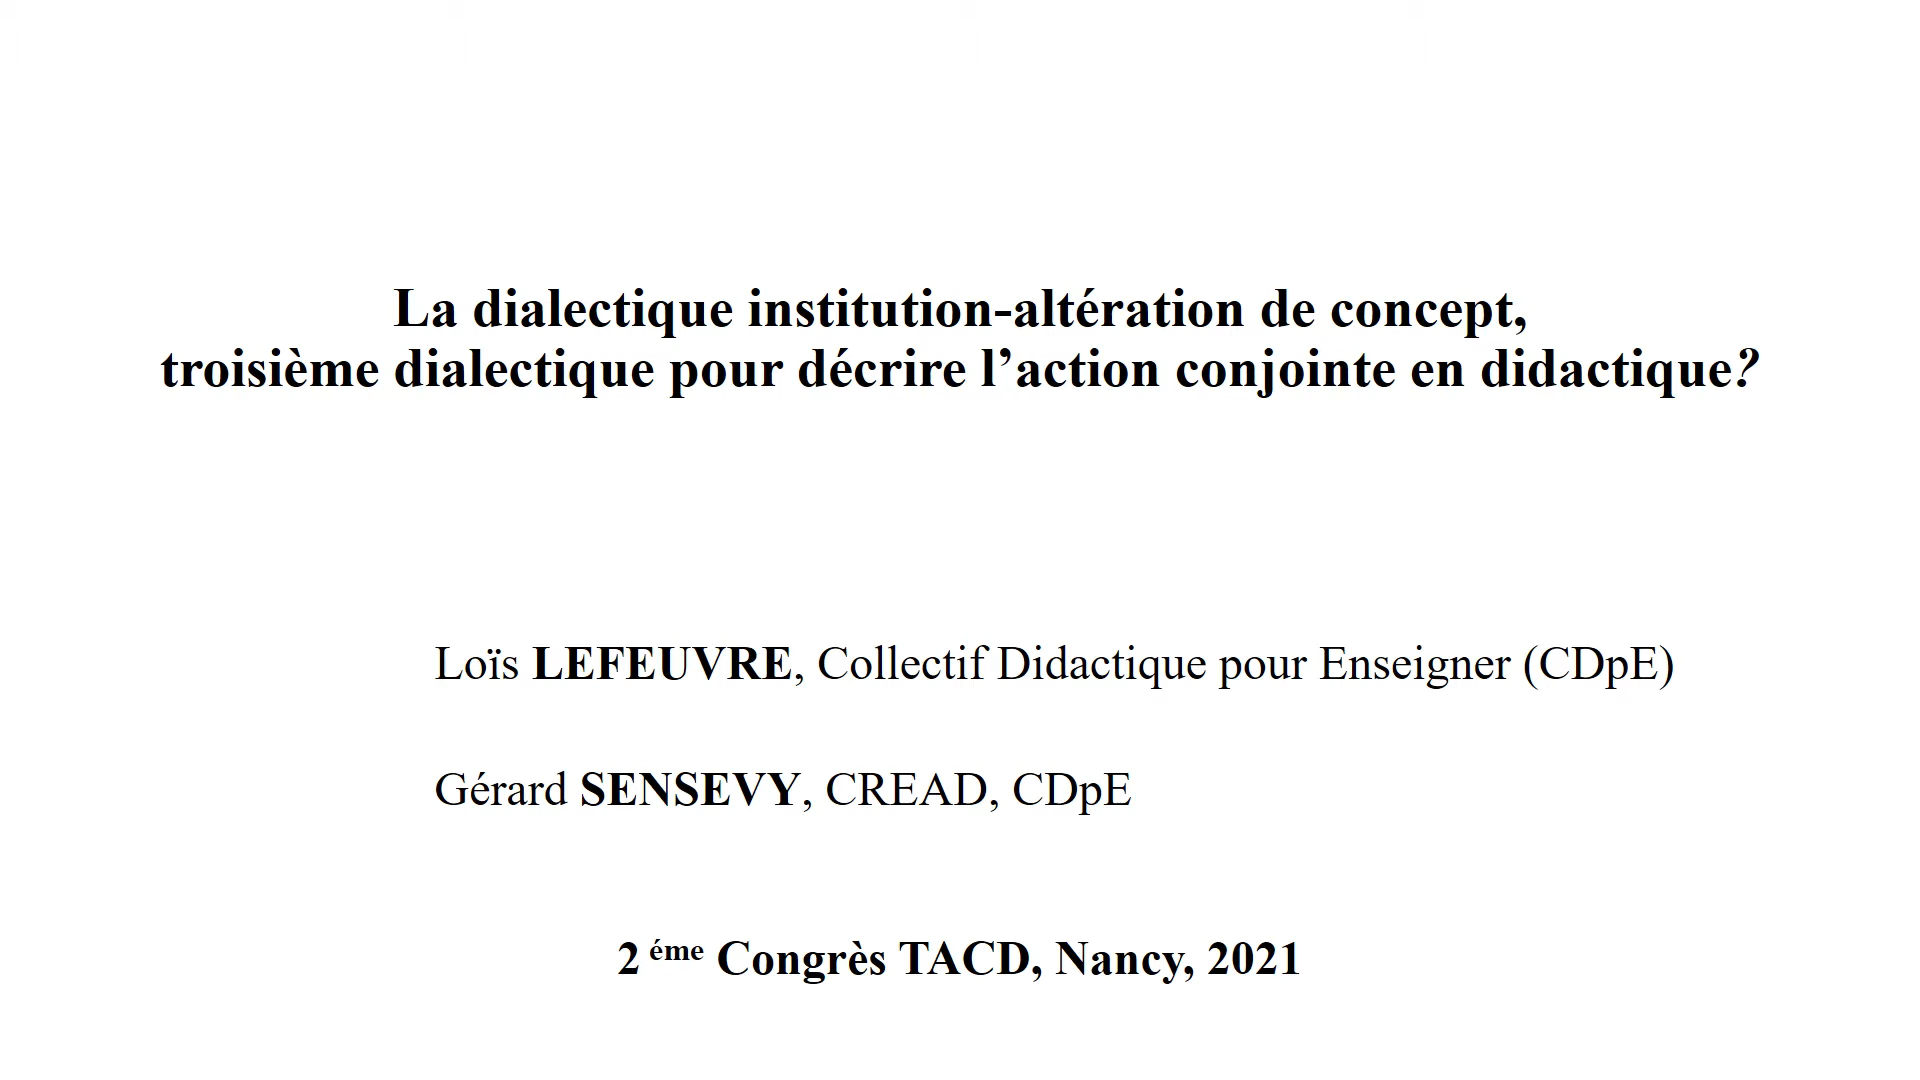 La dialectique institution-altération de concept,
troisième dialectique pour décrire l’action conjointe en didactique?
Loïs LEFEUVRE, Collectif Didactique pour Enseigner (CDpE)
Gérard SENSEVY, CREAD, CDpE
2 éme Congrès TACD, Nancy, 2021